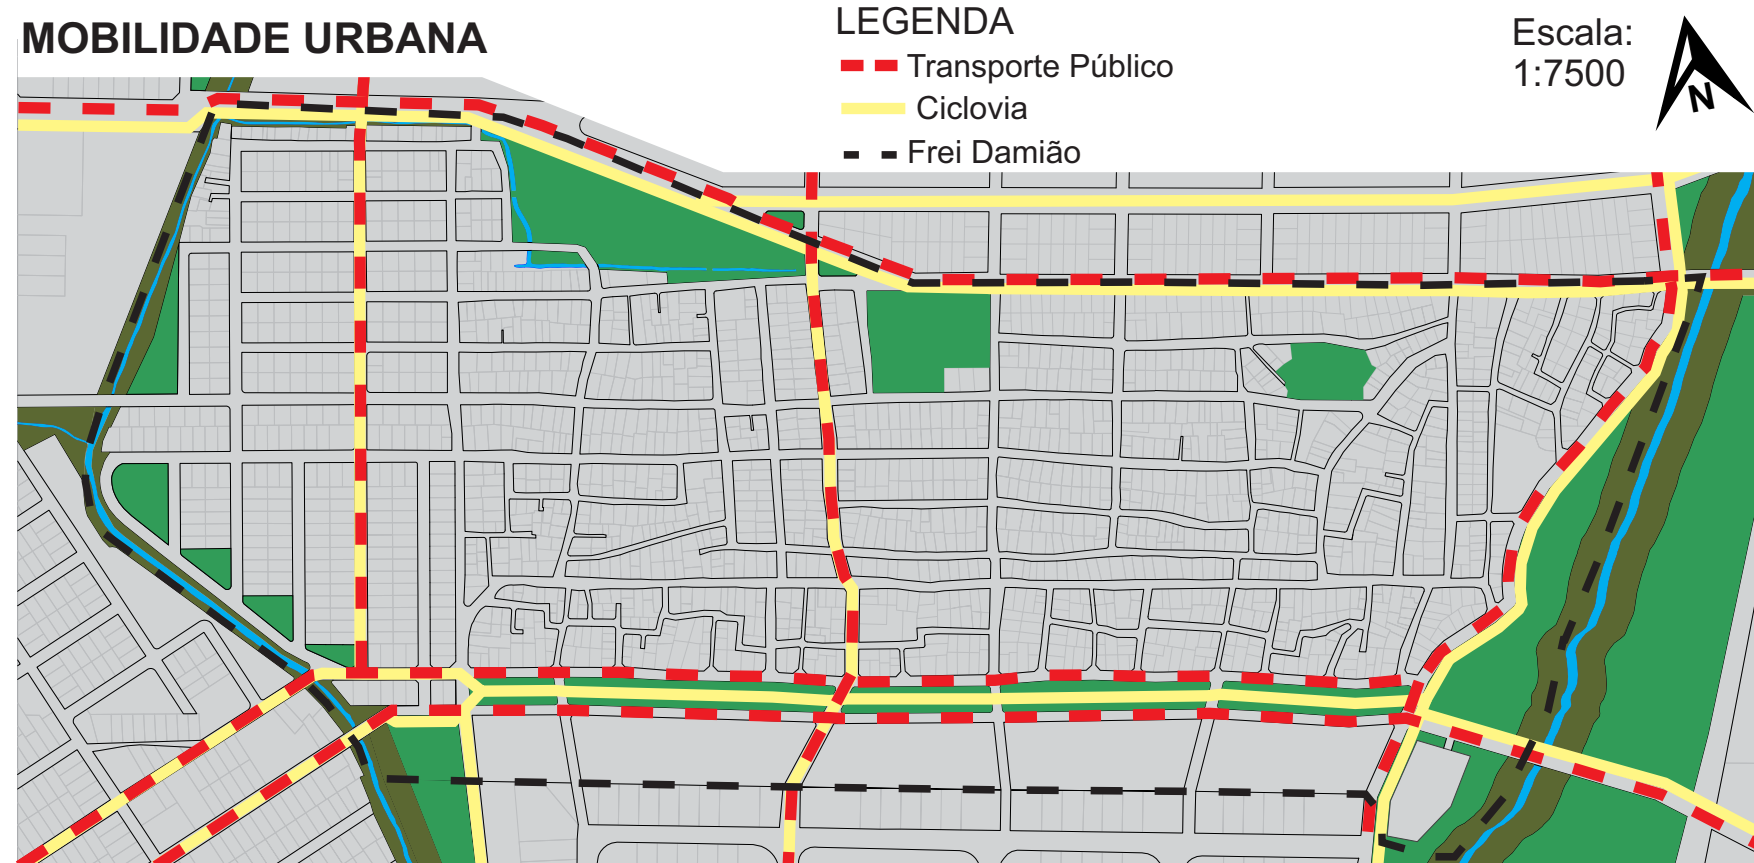 MOBILIDADE URBANA
LEGENDA
Transporte Público
Ciclovia
Frei Damião
Escala:
1:7500
N